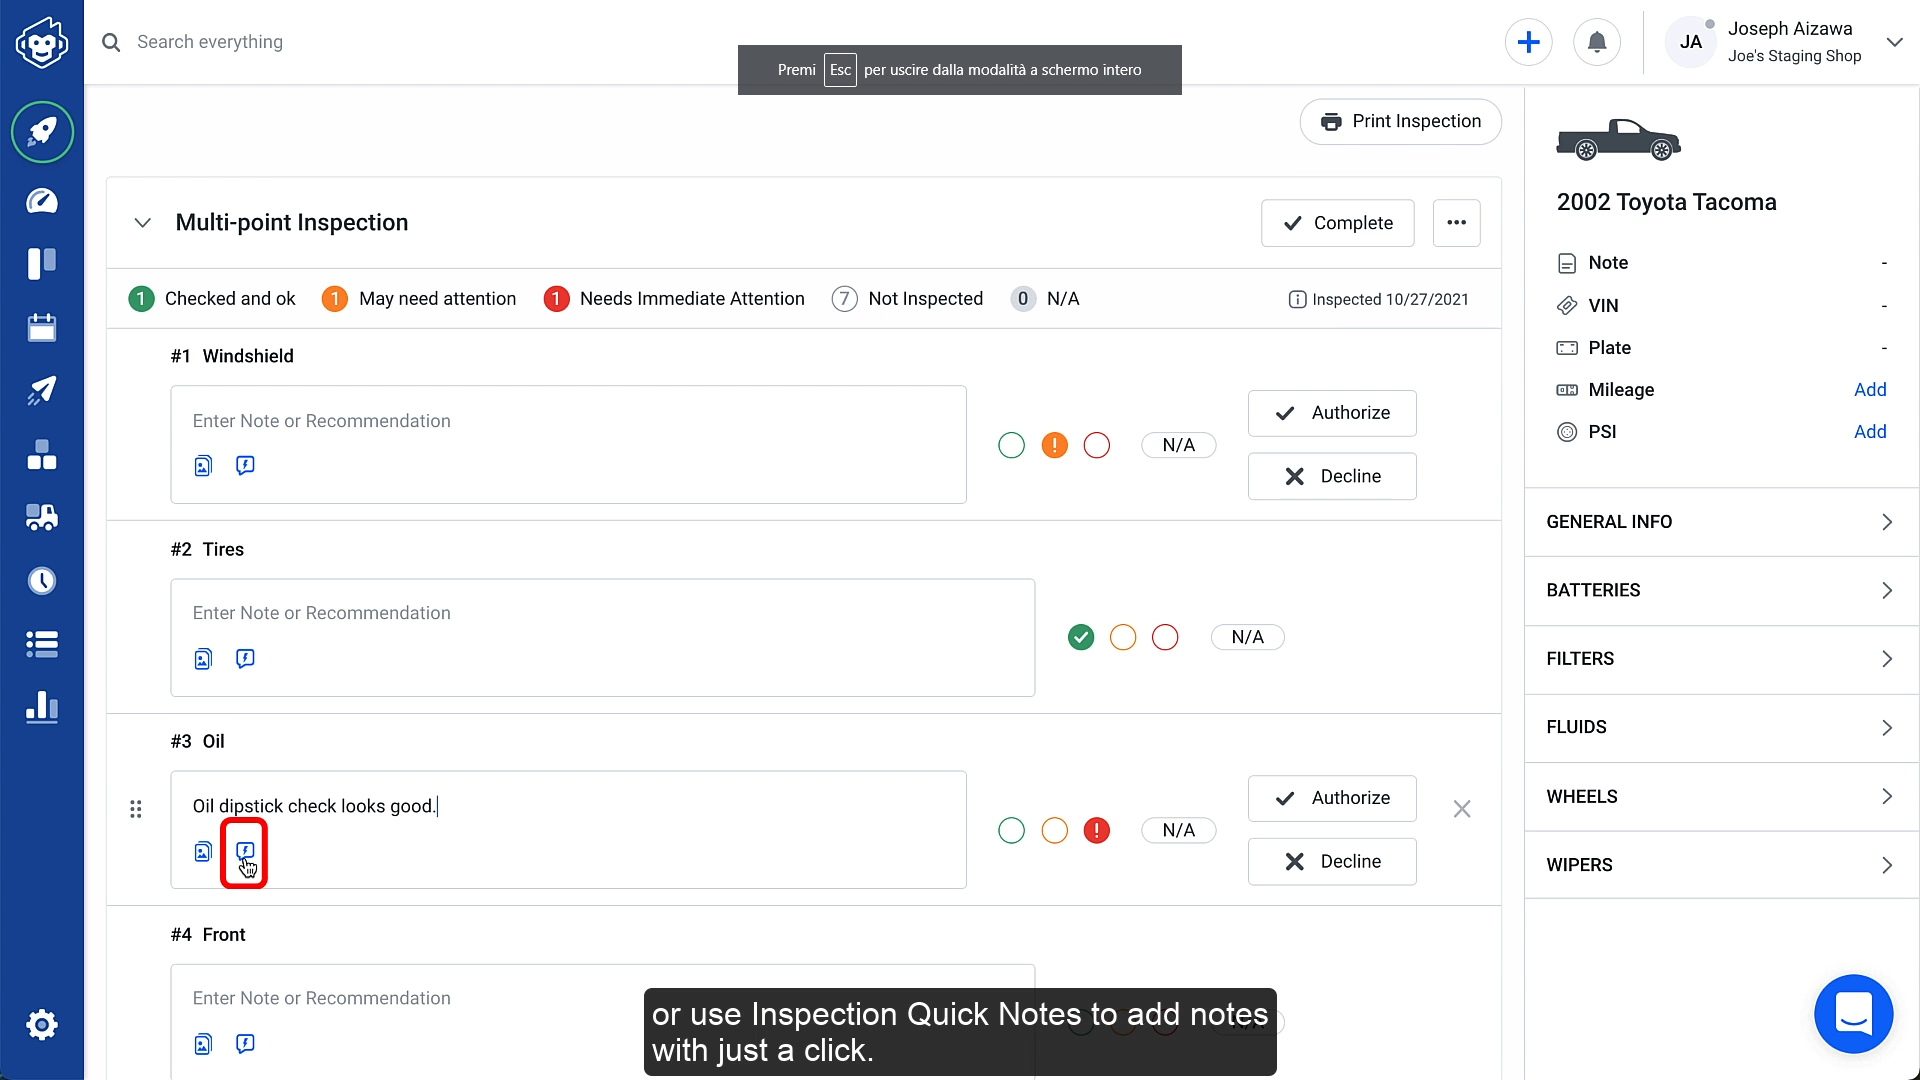 Search everything
Premi Esc per uscire dalla modalità a schermo intero
JA
Joseph Aizawa
Joe's Staging Shop
Print Inspection
Multi-point Inspection
Complete
1 Checked and ok
1 May need attention
1 Needs Immediate Attention
7 Not Inspected
0 N/A
Inspected 10/27/2021
#1 Windshield
Enter Note or Recommendation
N/A
Authorize
Decline
#2 Tires
Enter Note or Recommendation
N/A
#3 Oil
Oil dipstick check looks good.
N/A
Authorize
Decline
#4 Front
Enter Note or Recommendation
or use Inspection Quick Notes to add notes
with just a click.
2002 Toyota Tacoma
Note -
VIN -
Plate -
Mileage Add
PSI Add
GENERAL INFO
BATTERIES
FILTERS
FLUIDS
WHEELS
WIPERS